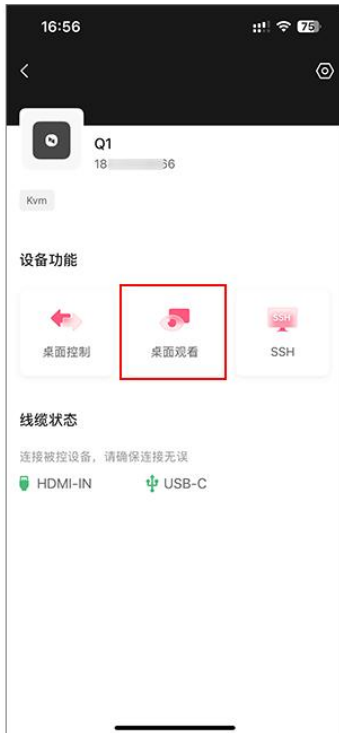 16:56
75
Q1
18 66
Kvm
设备功能
桌面控制
桌面观看
SSH
SSH
线缆状态
连接被控设备，请确保连接无误
HDMI-IN
USB-C